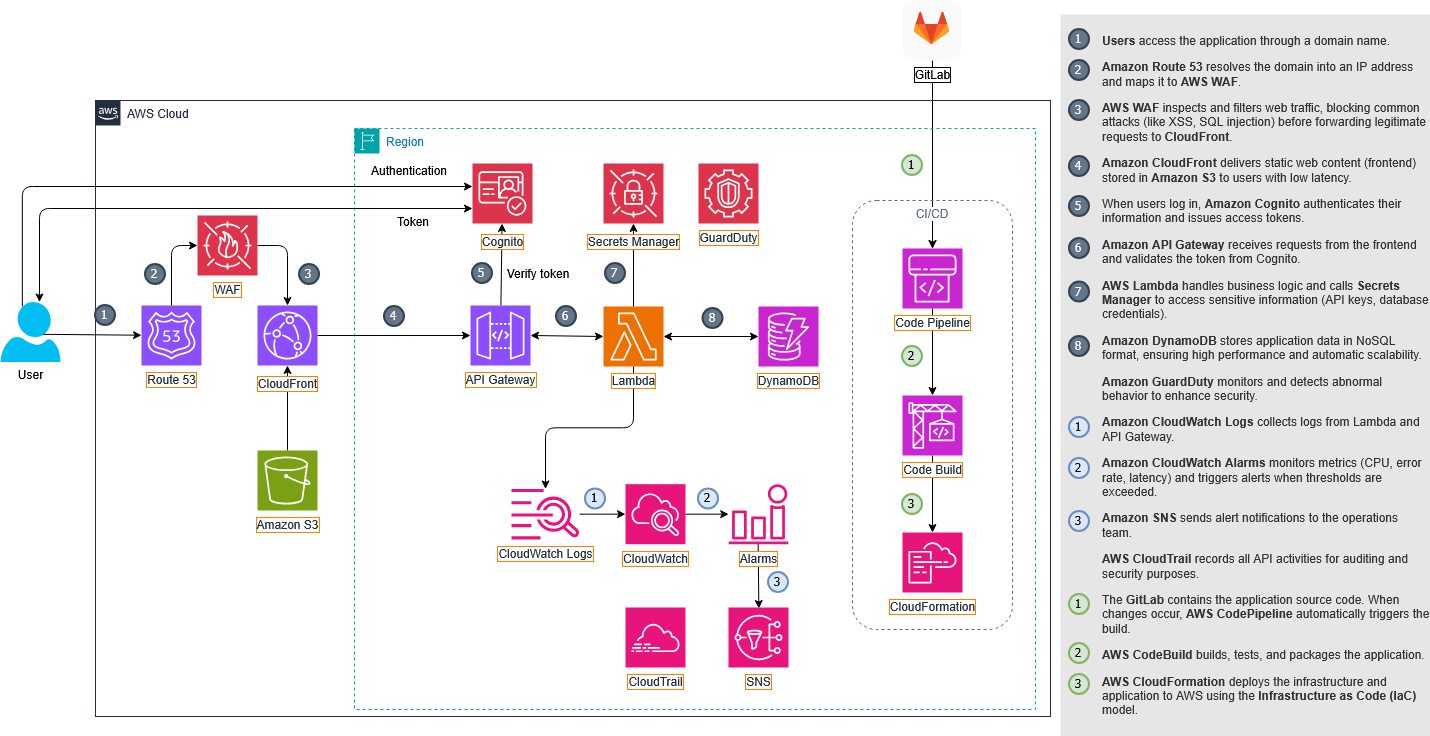 GitLab
aws
AWS Cloud
Region
Authentication
Token
Cognito
Secrets Manager
GuardDuty
CI/CD
1
2
WAF
3
5
Verify token
7
1
User
53
Route 53
CloudFront
4
API Gateway
6
Lambda
8
DynamoDB
Code Pipeline
2
Code Build
3
CloudFormation
Amazon S3
CloudWatch Logs
1
CloudWatch
2
Alarms
3
CloudTrail
SNS
1 Users access the application through a domain name.
2 Amazon Route 53 resolves the domain into an IP address
and maps it to AWS WAF.
3 AWS WAF inspects and filters web traffic, blocking common
attacks (like XSS, SQL injection) before forwarding legitimate
requests to CloudFront.
4 Amazon CloudFront delivers static web content (frontend)
stored in Amazon S3 to users with low latency.
5 When users log in, Amazon Cognito authenticates their
information and issues access tokens.
6 Amazon API Gateway receives requests from the frontend
and validates the token from Cognito.
7 AWS Lambda handles business logic and calls Secrets
Manager to access sensitive information (API keys, database
credentials).
8 Amazon DynamoDB stores application data in NoSQL
format, ensuring high performance and automatic scalability.
Amazon GuardDuty monitors and detects abnormal
behavior to enhance security.
1 Amazon CloudWatch Logs collects logs from Lambda and
API Gateway.
2 Amazon CloudWatch Alarms monitors metrics (CPU, error
rate, latency) and triggers alerts when thresholds are
exceeded.
3 Amazon SNS sends alert notifications to the operations
team.
AWS CloudTrail records all API activities for auditing and
security purposes.
1 The GitLab contains the application source code. When
changes occur, AWS CodePipeline automatically triggers the
build.
2 AWS CodeBuild builds, tests, and packages the application.
3 AWS CloudFormation deploys the infrastructure and
application to AWS using the Infrastructure as Code (IaC)
model.